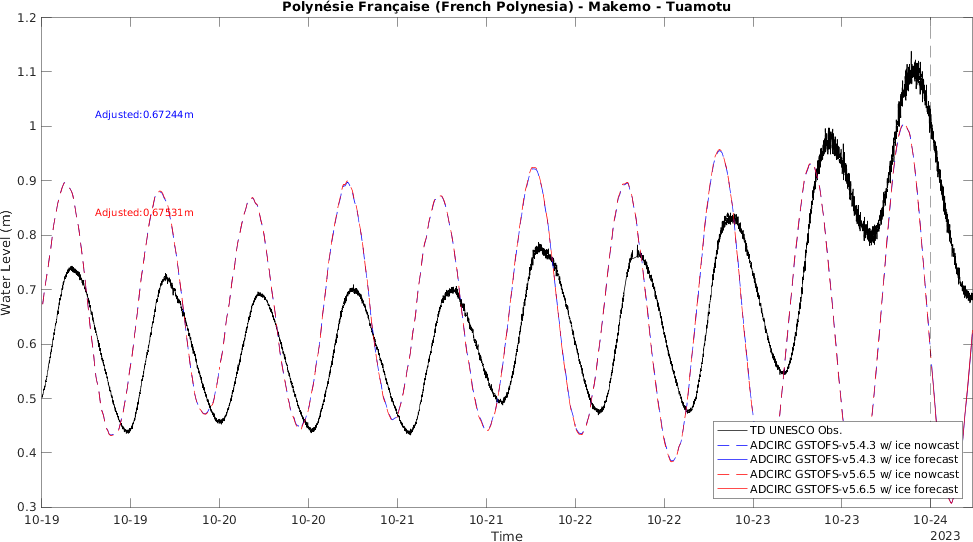 Polynésie Française (French Polynesia) - Makemo - Tuamotu
1.2
1.1
1
0.9
0.8
0.7
0.6
0.5
0.4
0.3
Water Level (m)
Adjusted:0.67244m
Adjusted:0.67531m
TD UNESCO Obs.
ADCIRC GSTOFS-v5.4.3 w/ ice nowcast
ADCIRC GSTOFS-v5.4.3 w/ ice forecast
ADCIRC GSTOFS-v5.6.5 w/ ice nowcast
ADCIRC GSTOFS-v5.6.5 w/ ice forecast
10-19 10-19 10-20 10-20 10-21 10-21 10-22 10-22 10-23 10-23 10-24
2023
Time